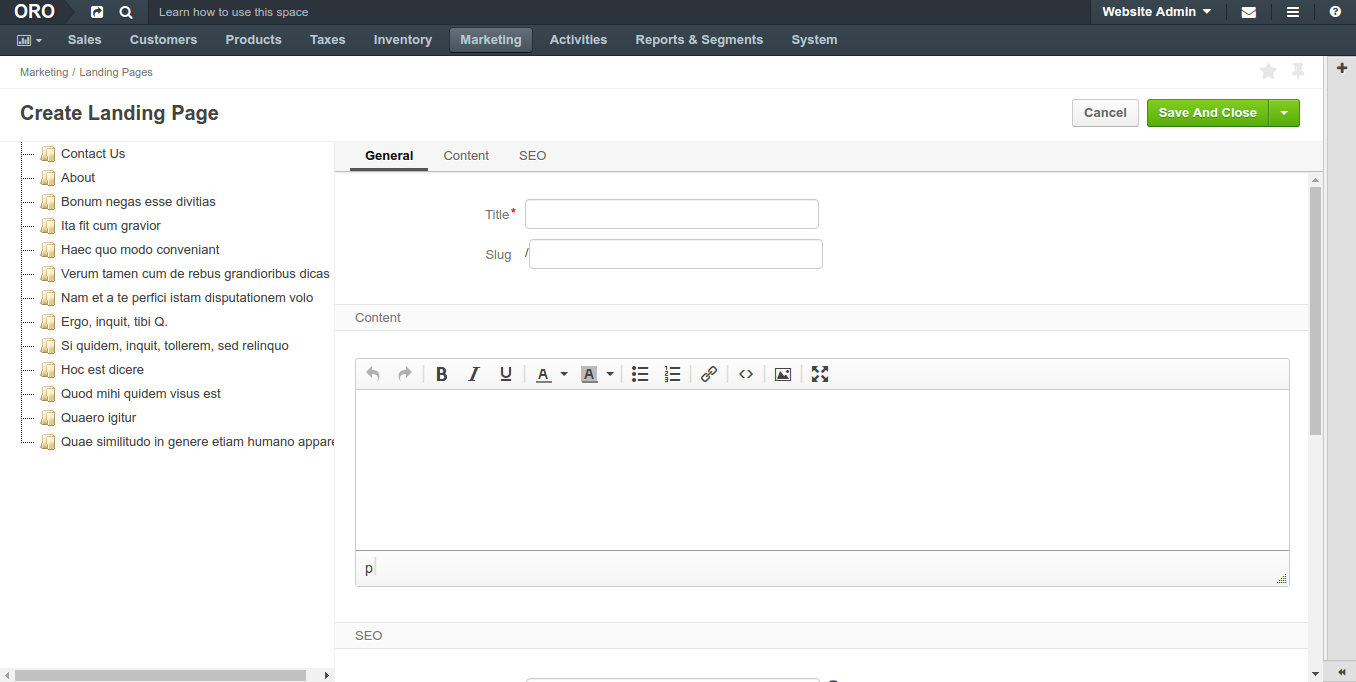 ORO Learn how to use this space Website Admin
Sales Customers Products Taxes Inventory Marketing Activities Reports & Segments System
Marketing / Landing Pages
Create Landing Page Cancel Save And Close
Contact Us
About
Bonum negas esse divitias
Ita fit cum gravior
Haec quo modo conveniant
Verum tamen cum de rebus grandioribus dicas
Nam et a te perfici istam disputationem volo
Ergo, inquit, tibi Q.
Si quidem, inquit, tollerem, sed relinquo
Hoc est dicere
Quod mihi quidem visus est
Quaero igitur
Quae similitudo in genere etiam humano appare
General Content SEO
Title*
Slug /
Content
B I U A A
p
SEO